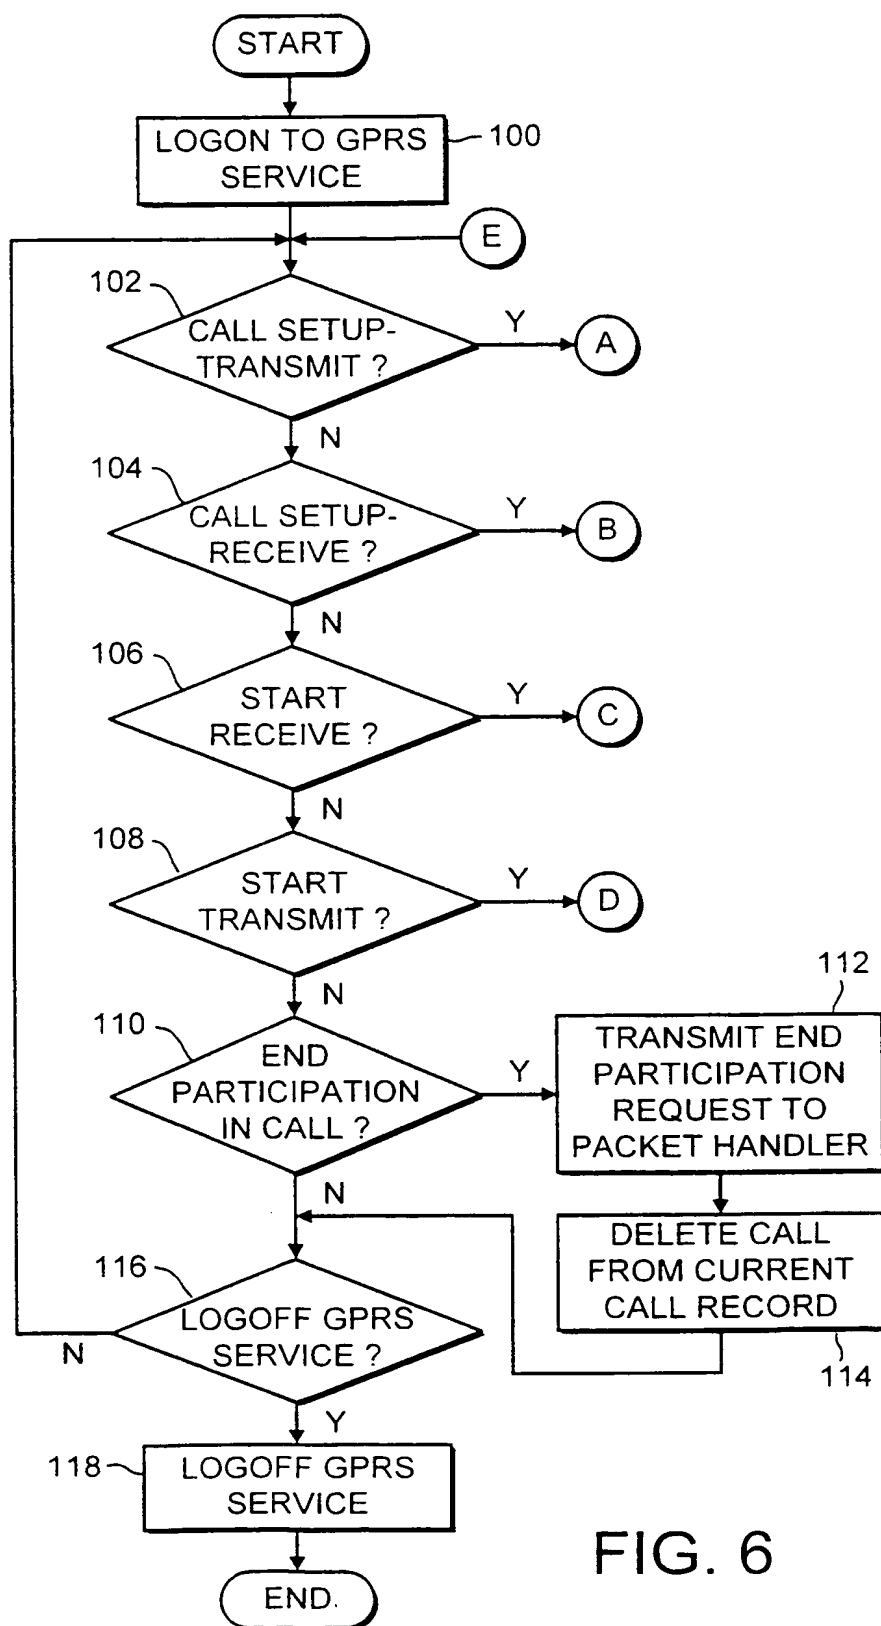 START
LOGON TO GPRS
SERVICE
100
E
102
CALL SETUP-
TRANSMIT ?
Y
A
N
104
CALL SETUP-
RECEIVE ?
Y
B
N
106
START
RECEIVE ?
Y
C
N
108
START
TRANSMIT ?
Y
D
N
110
END
PARTICIPATION
IN CALL ?
Y
112
TRANSMIT END
PARTICIPATION
REQUEST TO
PACKET HANDLER
N
DELETE CALL
FROM CURRENT
CALL RECORD
114
116
LOGOFF GPRS
SERVICE ?
N
Y
118
LOGOFF GPRS
SERVICE
END.
FIG. 6